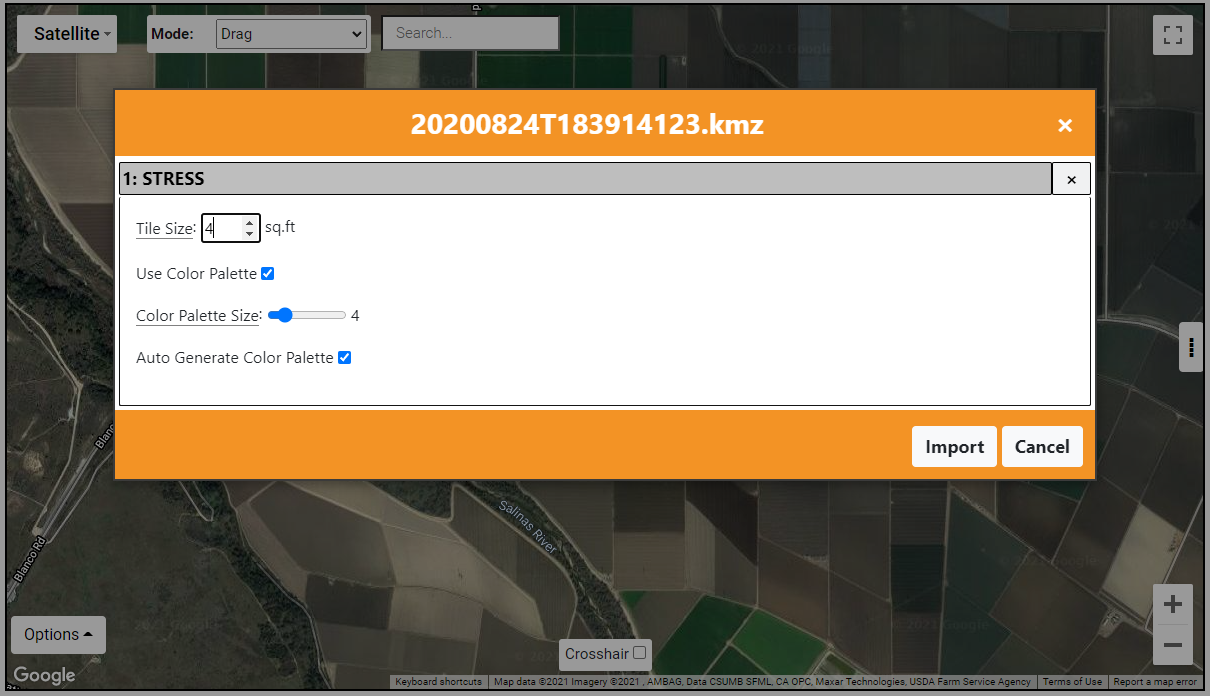 Satellite
Mode: Drag
Search...
© 2021 Google
© 2021 Google
20200824T183914123.kmz ×
1: STRESS ×
© 2021
Tile Size: 4 sq.ft
Use Color Palette
Color Palette Size: 4
Auto Generate Color Palette
Blanco
Import Cancel
Salinas River
Blanco Rd
© 2021 Google
© 2021 Google
© 2021 Google
Options
Crosshair
+
−
Google
Keyboard shortcuts Map data ©2021 Imagery ©2021 , AMBAG, Data CSUMB SFML, CA OPC, Maxar Technologies, USDA Farm Service Agency Terms of Use Report a map error